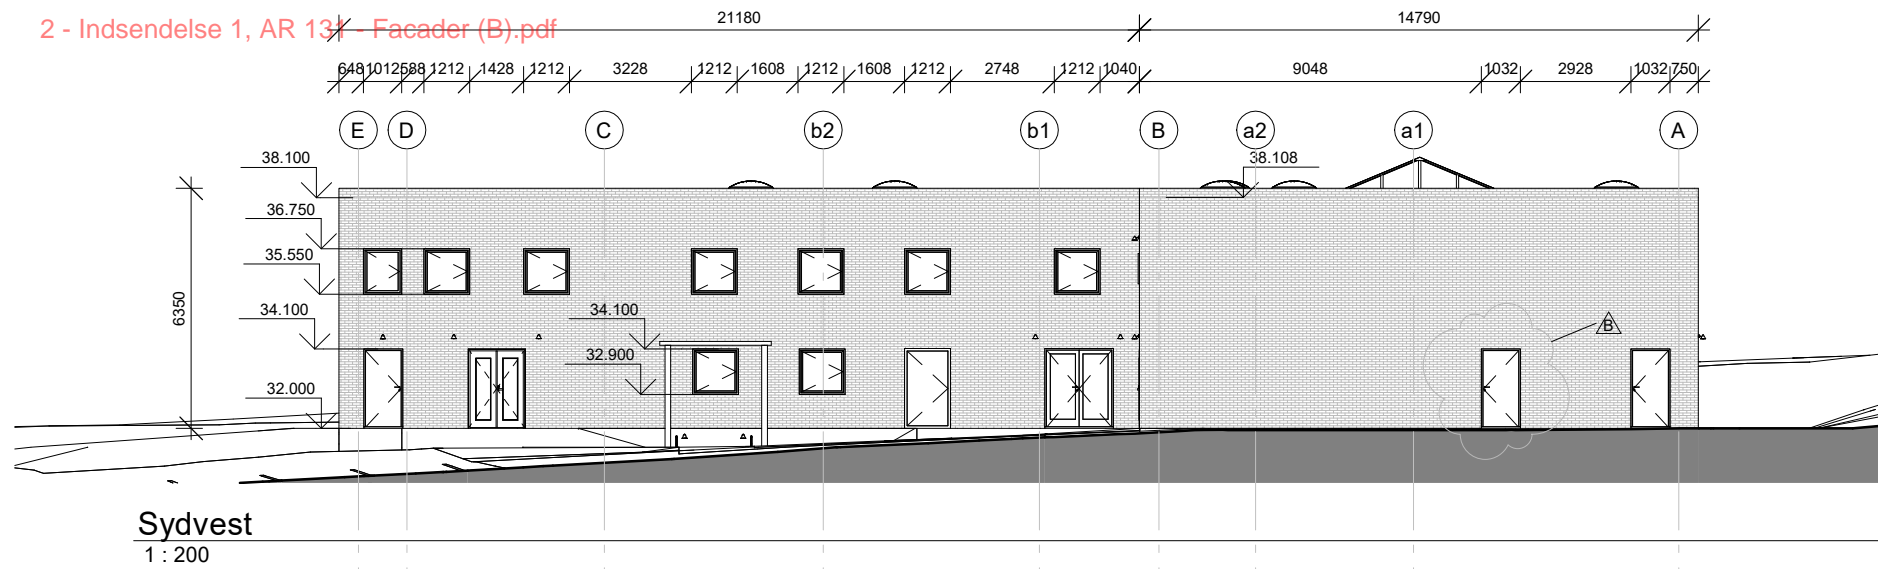 21180 14790
2 - Indsendelse 1, AR 131 - Facader (B).pdf
648 1012 588 1212 1428 1212 3228 1212 1608 1212 1608 1212 2748 1212 1040 9048 1032 2928 1032 750
E D C b2 b1 B a2 a1 A
38.100 38.108
36.750
35.550
34.100 34.100
6350
B
32.900
32.000
Sydvest
1 : 200